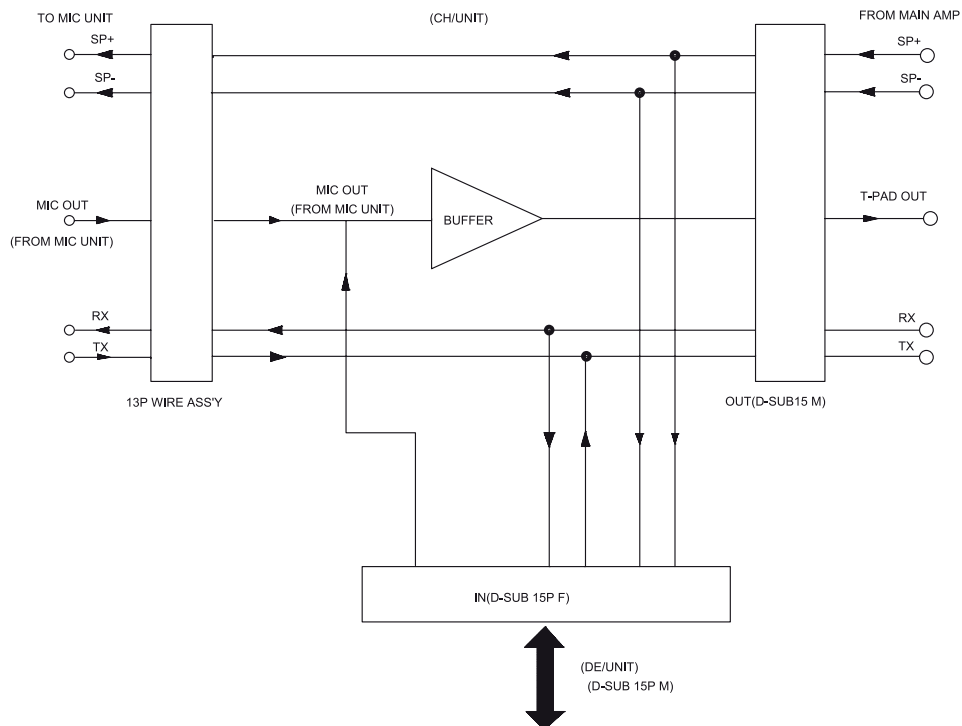 TO MIC UNIT
(CH/UNIT)
FROM MAIN AMP
SP+
SP+
SP-
SP-
MIC OUT
(FROM MIC UNIT)
MIC OUT
(FROM MIC UNIT)
BUFFER
T-PAD OUT
RX
RX
TX
TX
13P WIRE ASS'Y
OUT(D-SUB15 M)
IN(D-SUB 15P F)
(DE/UNIT)
(D-SUB 15P M)